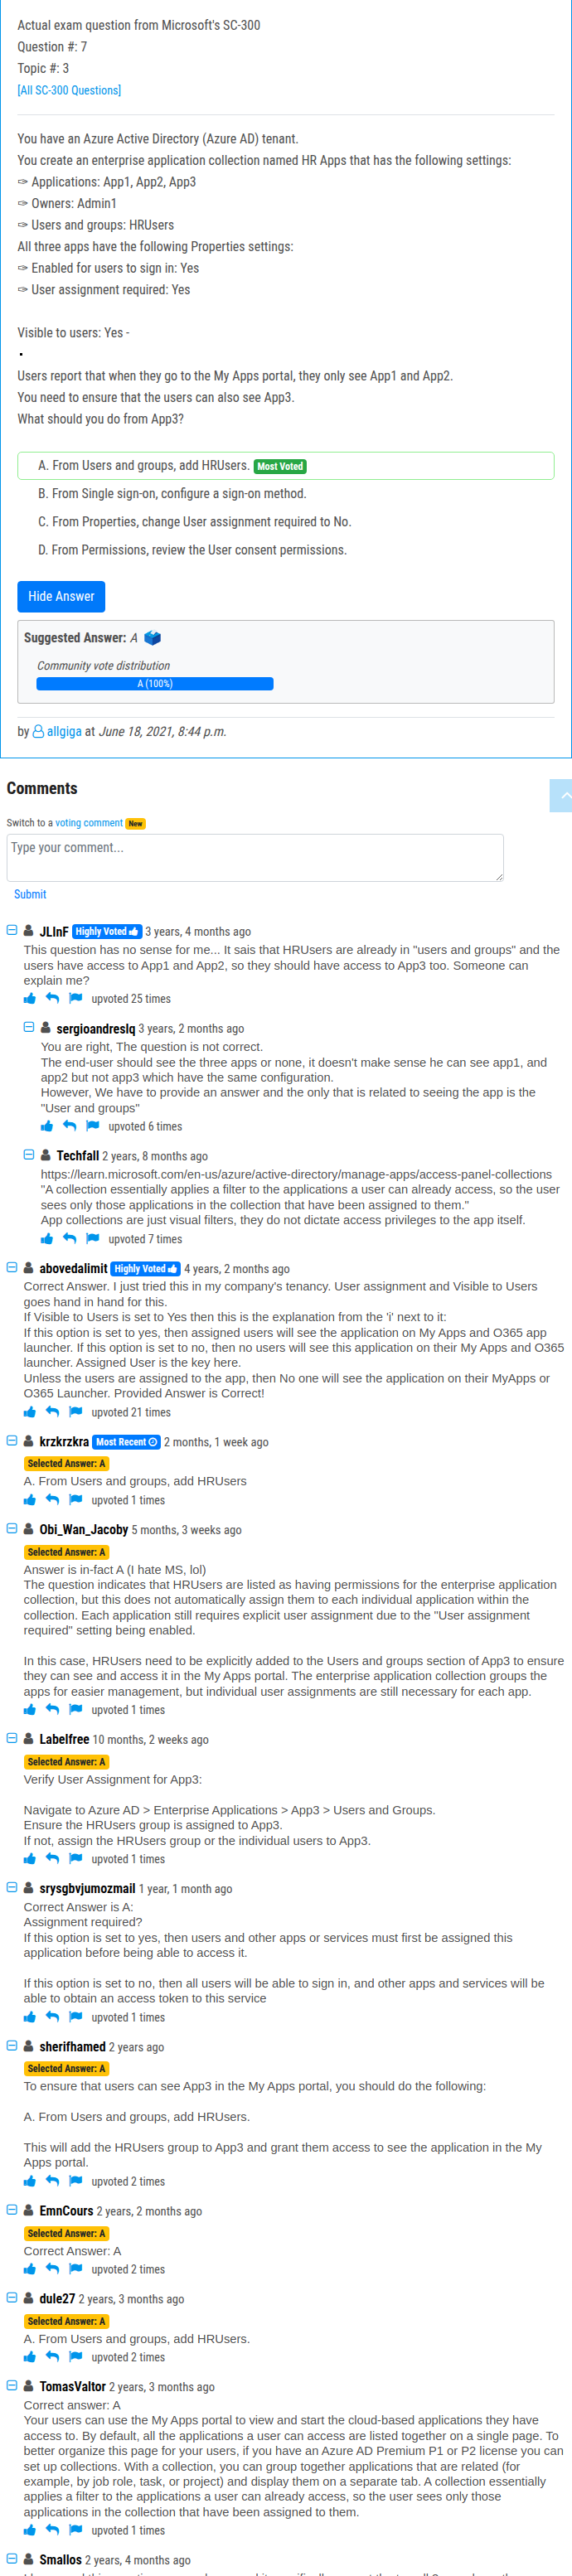 Actual exam question from Microsoft's SC-300
Question #: 7
Topic #: 3
[All SC-300 Questions]
You have an Azure Active Directory (Azure AD) tenant.
You create an enterprise application collection named HR Apps that has the following settings:
✑ Applications: App1, App2, App3
✑ Owners: Admin1
✑ Users and groups: HRUsers
All three apps have the following Properties settings:
✑ Enabled for users to sign in: Yes
✑ User assignment required: Yes
Visible to users: Yes -
▪
Users report that when they go to the My Apps portal, they only see App1 and App2.
You need to ensure that the users can also see App3.
What should you do from App3?
A. From Users and groups, add HRUsers. Most Voted
B. From Single sign-on, configure a sign-on method.
C. From Properties, change User assignment required to No.
D. From Permissions, review the User consent permissions.
Hide Answer
Suggested Answer: A
Community vote distribution
A (100%)
by allgiga at June 18, 2021, 8:44 p.m.
Comments
Switch to a voting comment New
Type your comment...
Submit
JLlnF Highly Voted 3 years, 4 months ago
This question has no sense for me... It sais that HRUsers are already in "users and groups" and the
users have access to App1 and App2, so they should have access to App3 too. Someone can
explain me?
upvoted 25 times
sergioandreslq 3 years, 2 months ago
You are right, The question is not correct.
The end-user should see the three apps or none, it doesn't make sense he can see app1, and
app2 but not app3 which have the same configuration.
However, We have to provide an answer and the only that is related to seeing the app is the
"User and groups"
upvoted 6 times
Techfall 2 years, 8 months ago
https://learn.microsoft.com/en-us/azure/active-directory/manage-apps/access-panel-collections
"A collection essentially applies a filter to the applications a user can already access, so the user
sees only those applications in the collection that have been assigned to them."
App collections are just visual filters, they do not dictate access privileges to the app itself.
upvoted 7 times
abovedalimit Highly Voted 4 years, 2 months ago
Correct Answer. I just tried this in my company's tenancy. User assignment and Visible to Users
goes hand in hand for this.
If Visible to Users is set to Yes then this is the explanation from the 'i' next to it:
If this option is set to yes, then assigned users will see the application on My Apps and O365 app
launcher. If this option is set to no, then no users will see this application on their My Apps and O365
launcher. Assigned User is the key here.
Unless the users are assigned to the app, then No one will see the application on their MyApps or
O365 Launcher. Provided Answer is Correct!
upvoted 21 times
krzkrzkra Most Recent 2 months, 1 week ago
Selected Answer: A
A. From Users and groups, add HRUsers
upvoted 1 times
Obi_Wan_Jacoby 5 months, 3 weeks ago
Selected Answer: A
Answer is in-fact A (I hate MS, lol)
The question indicates that HRUsers are listed as having permissions for the enterprise application
collection, but this does not automatically assign them to each individual application within the
collection. Each application still requires explicit user assignment due to the "User assignment
required" setting being enabled.
In this case, HRUsers need to be explicitly added to the Users and groups section of App3 to ensure
they can see and access it in the My Apps portal. The enterprise application collection groups the
apps for easier management, but individual user assignments are still necessary for each app.
upvoted 1 times
Labelfree 10 months, 2 weeks ago
Selected Answer: A
Verify User Assignment for App3:
Navigate to Azure AD > Enterprise Applications > App3 > Users and Groups.
Ensure the HRUsers group is assigned to App3.
If not, assign the HRUsers group or the individual users to App3.
upvoted 1 times
srysgbvjumozmail 1 year, 1 month ago
Correct Answer is A:
Assignment required?
If this option is set to yes, then users and other apps or services must first be assigned this
application before being able to access it.
If this option is set to no, then all users will be able to sign in, and other apps and services will be
able to obtain an access token to this service
upvoted 1 times
sherifhamed 2 years ago
Selected Answer: A
To ensure that users can see App3 in the My Apps portal, you should do the following:
A. From Users and groups, add HRUsers.
This will add the HRUsers group to App3 and grant them access to see the application in the My
Apps portal.
upvoted 2 times
EmnCours 2 years, 2 months ago
Selected Answer: A
Correct Answer: A
upvoted 2 times
dule27 2 years, 3 months ago
Selected Answer: A
A. From Users and groups, add HRUsers.
upvoted 2 times
TomasValtor 2 years, 3 months ago
Correct answer: A
Your users can use the My Apps portal to view and start the cloud-based applications they have
access to. By default, all the applications a user can access are listed together on a single page. To
better organize this page for your users, if you have an Azure AD Premium P1 or P2 license you can
set up collections. With a collection, you can group together applications that are related (for
example, by job role, task, or project) and display them on a separate tab. A collection essentially
applies a filter to the applications a user can already access, so the user sees only those
applications in the collection that have been assigned to them.
upvoted 1 times
Smallos 2 years, 4 months ago